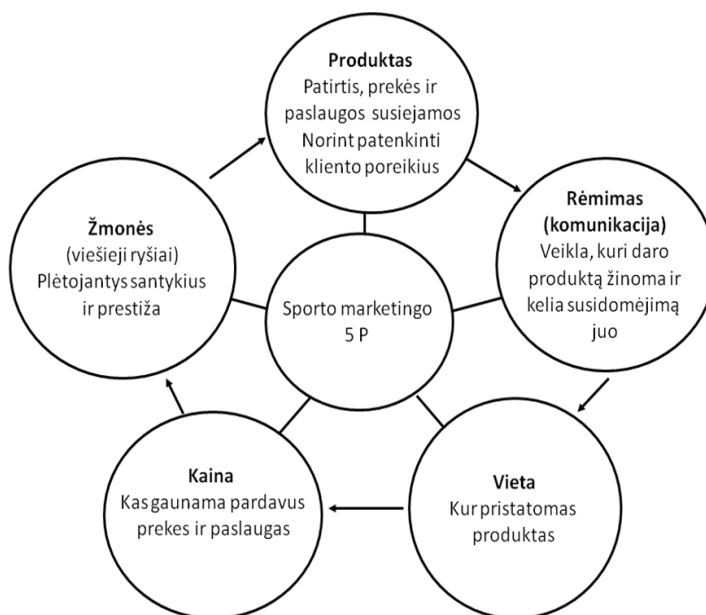 Produktas
Patirtis, prekės ir
paslaugos susiejamos
Norint patenkinti
kliento poreikius
Rėmimas
(komunikacija)
Veikla, kuri daro
produktą žinoma ir
kelia susidomėjimą
juo
Žmonės
(viešieji ryšiai)
Plėtojantys santykius
ir prestiža
Sporto marketingo
5 P
Kaina
Kas gaunama pardavus
prekes ir paslaugas
Vieta
Kur pristatomas
produktas